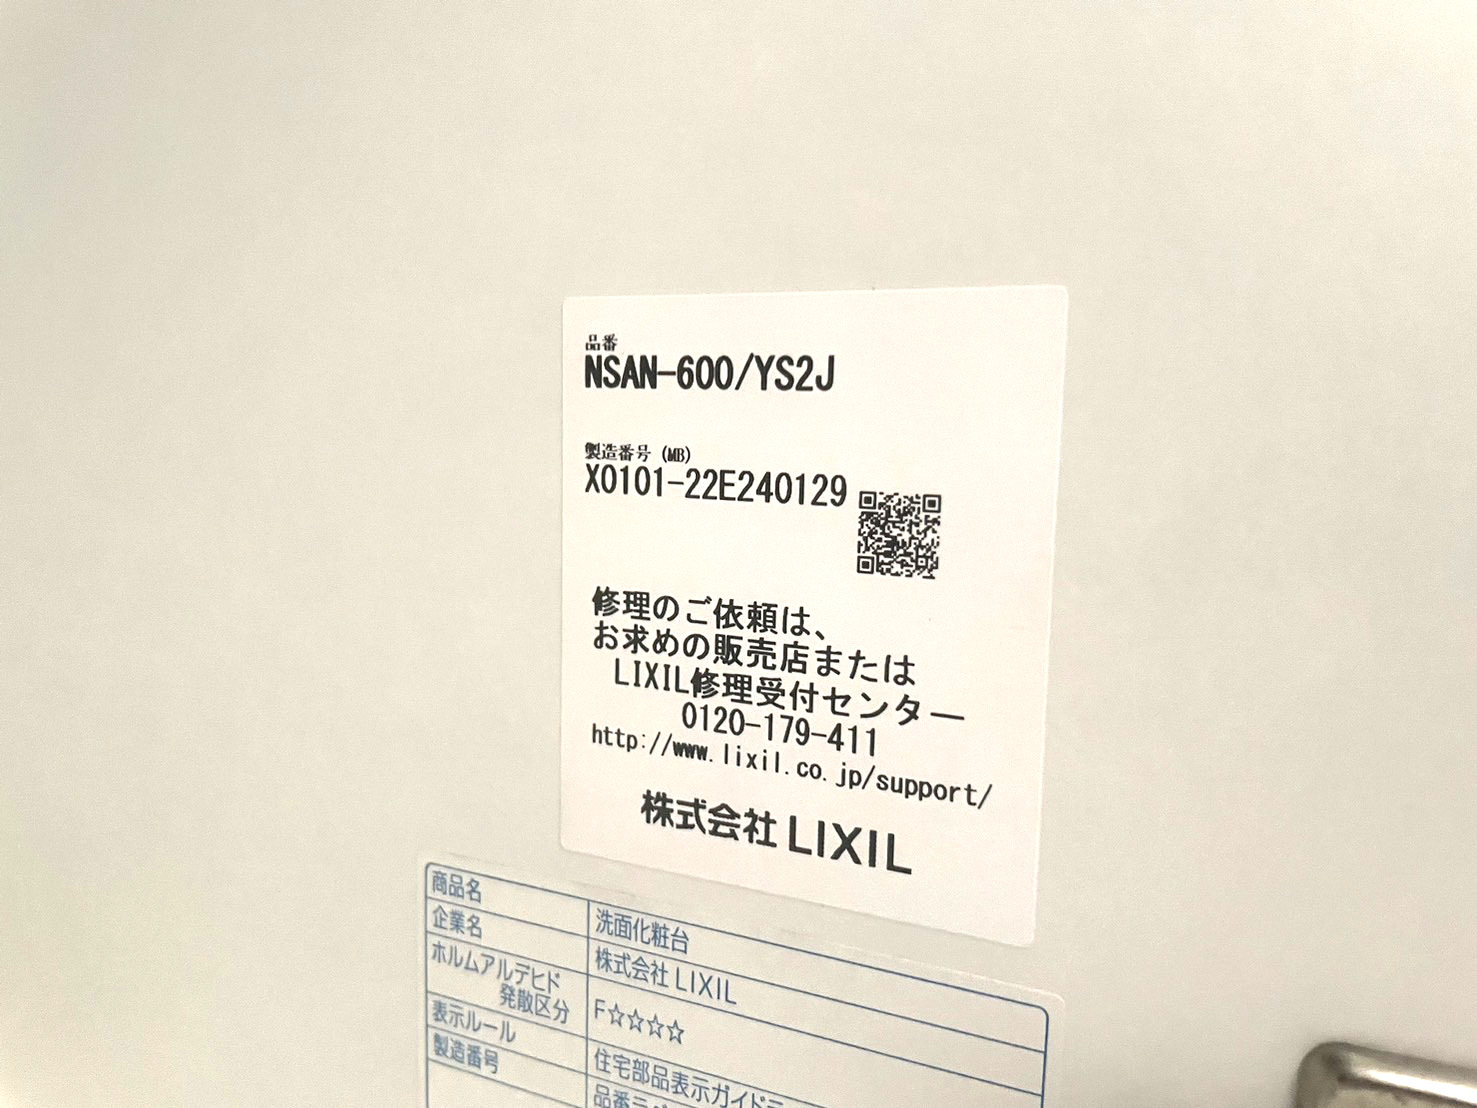 品番
NSAN-600/YS2J
製造番号 (MB)
X0101-22E240129
修理のご依頼は、
お求めの販売店または
LIXIL修理受付センター
0120-179-411
http://www.lixil.co.jp/support/
株式会社 LIXIL
商品名 洗面化粧台
企業名 株式会社 LIXIL
ホルムアルデヒド
発散区分 F☆☆☆☆
表示ルール 住宅部品表示ガイド
製造番号 品番